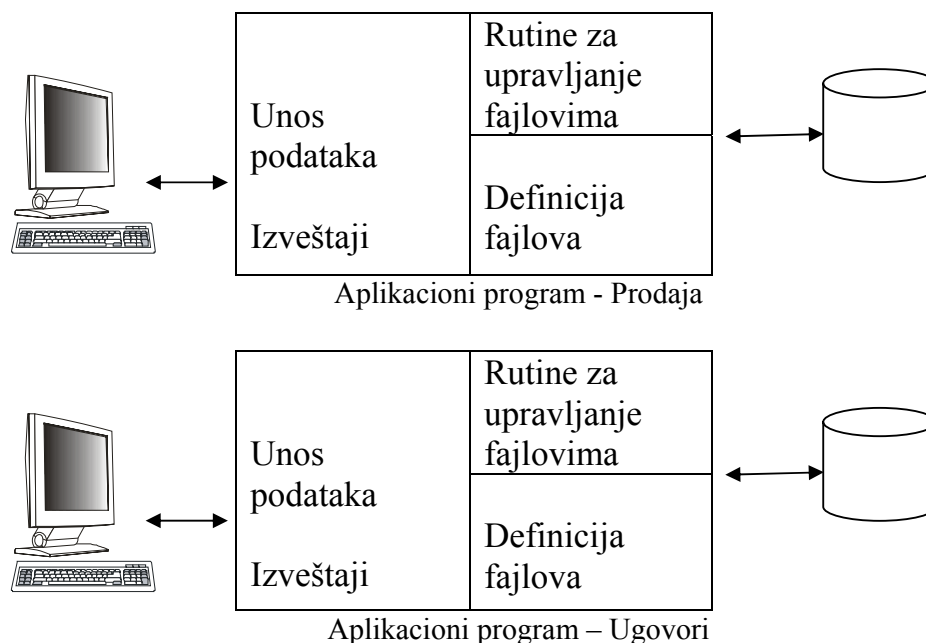 Unos
podataka
Izveštaji
Rutine za
upravljanje
fajlovima
Definicija
fajlova
Aplikacioni program - Prodaja
Unos
podataka
Izveštaji
Rutine za
upravljanje
fajlovima
Definicija
fajlova
Aplikacioni program – Ugovori